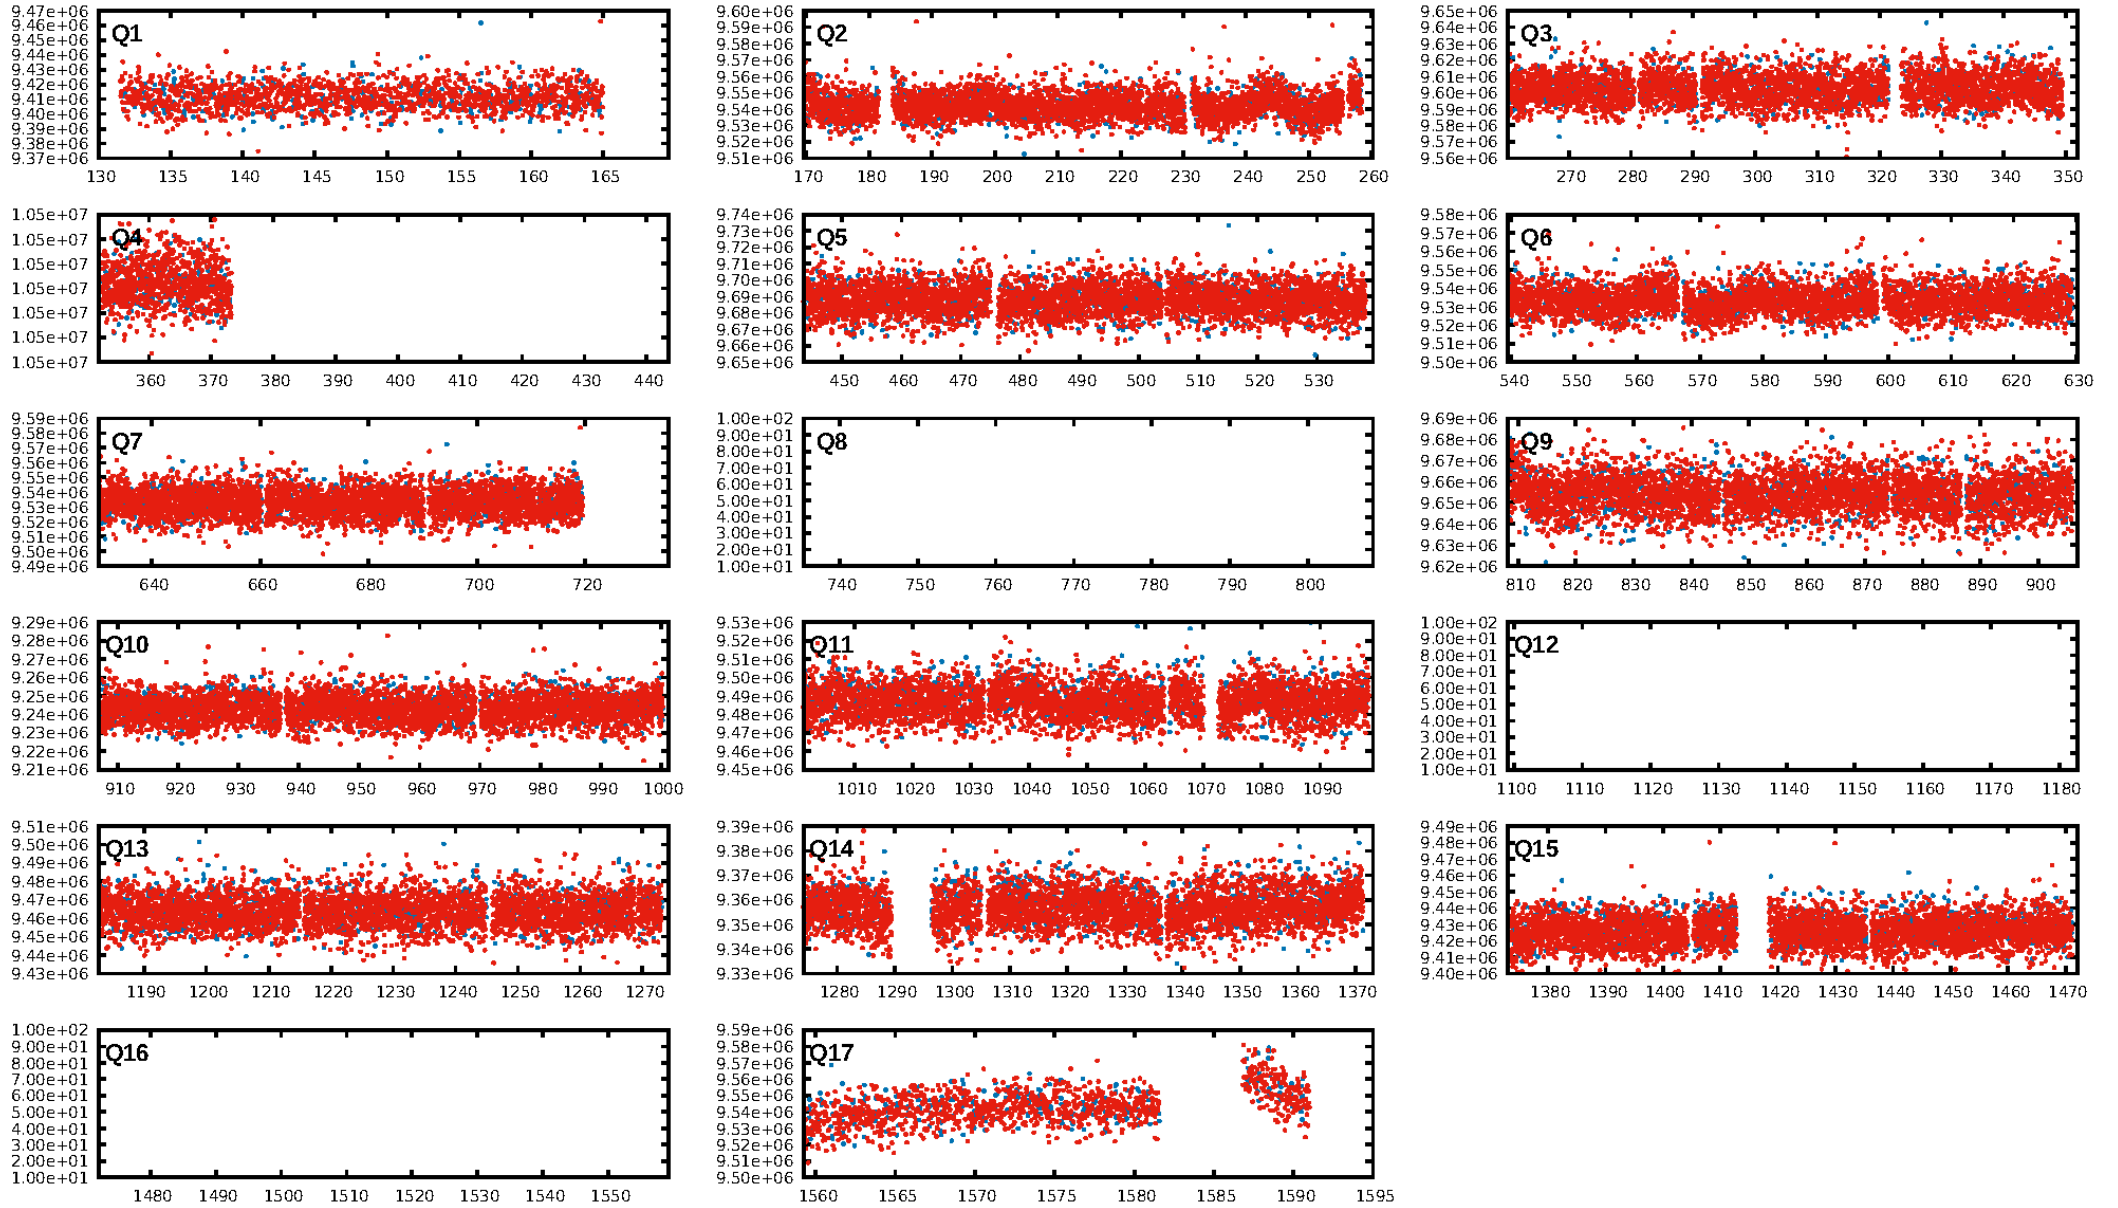 9.47e+06
9.46e+06
9.45e+06
9.44e+06
9.43e+06
9.42e+06
9.41e+06
9.40e+06
9.39e+06
9.38e+06
9.37e+06
Q1
130 135 140 145 150 155 160 165
9.60e+06
9.59e+06
9.58e+06
9.57e+06
9.56e+06
9.55e+06
9.54e+06
9.53e+06
9.52e+06
9.51e+06
Q2
170 180 190 200 210 220 230 240 250 260
9.65e+06
9.63e+06
9.62e+06
9.61e+06
9.60e+06
9.59e+06
9.58e+06
9.57e+06
9.56e+06
Q3
270 280 290 300 310 320 330 340 350
1.05e+07
1.05e+07
1.05e+07
1.05e+07
1.05e+07
1.05e+07
1.05e+07
Q4
360 370 380 390 400 410 420 430 440
9.74e+06
9.73e+06
9.72e+06
9.71e+06
9.70e+06
9.69e+06
9.68e+06
9.67e+06
9.66e+06
9.65e+06
Q5
450 460 470 480 490 500 510 520 530
9.58e+06
9.57e+06
9.56e+06
9.55e+06
9.54e+06
9.53e+06
9.52e+06
9.51e+06
9.50e+06
Q6
540 550 560 570 580 590 600 610 620 630
9.59e+06
9.58e+06
9.57e+06
9.56e+06
9.55e+06
9.54e+06
9.53e+06
9.52e+06
9.51e+06
9.50e+06
9.49e+06
Q7
640 660 680 700 720
1.00e+02
9.00e+01
8.00e+01
7.00e+01
6.00e+01
5.00e+01
4.00e+01
3.00e+01
2.00e+01
1.00e+01
Q8
740 750 760 770 780 790 800
9.69e+06
9.68e+06
9.67e+06
9.66e+06
9.65e+06
9.64e+06
9.63e+06
9.62e+06
Q9
810 820 830 840 850 860 870 880 890 900
9.29e+06
9.28e+06
9.27e+06
9.26e+06
9.25e+06
9.24e+06
9.23e+06
9.22e+06
9.21e+06
Q10
910 920 930 940 950 960 970 980 990 1000
9.53e+06
9.52e+06
9.51e+06
9.50e+06
9.49e+06
9.48e+06
9.47e+06
9.46e+06
9.45e+06
Q11
1010 1020 1030 1040 1050 1060 1070 1080 1090
1.00e+02
9.00e+01
8.00e+01
7.00e+01
6.00e+01
5.00e+01
4.00e+01
3.00e+01
2.00e+01
1.00e+01
Q12
1100 1110 1120 1130 1140 1150 1160 1170 1180
9.51e+06
9.50e+06
9.49e+06
9.48e+06
9.47e+06
9.46e+06
9.45e+06
9.44e+06
9.43e+06
Q13
1190 1200 1210 1220 1230 1240 1250 1260 1270
9.39e+06
9.38e+06
9.37e+06
9.36e+06
9.35e+06
9.34e+06
9.33e+06
Q14
1280 1290 1300 1310 1320 1330 1340 1350 1360 1370
9.49e+06
9.48e+06
9.47e+06
9.46e+06
9.45e+06
9.44e+06
9.43e+06
9.42e+06
9.41e+06
9.40e+06
Q15
1380 1390 1400 1410 1420 1430 1440 1450 1460 1470
1.00e+02
9.00e+01
8.00e+01
7.00e+01
6.00e+01
5.00e+01
4.00e+01
3.00e+01
2.00e+01
1.00e+01
Q16
1480 1490 1500 1510 1520 1530 1540 1550
9.59e+06
9.58e+06
9.57e+06
9.56e+06
9.55e+06
9.54e+06
9.53e+06
9.52e+06
9.51e+06
9.50e+06
Q17
1560 1565 1570 1575 1580 1585 1590 1595